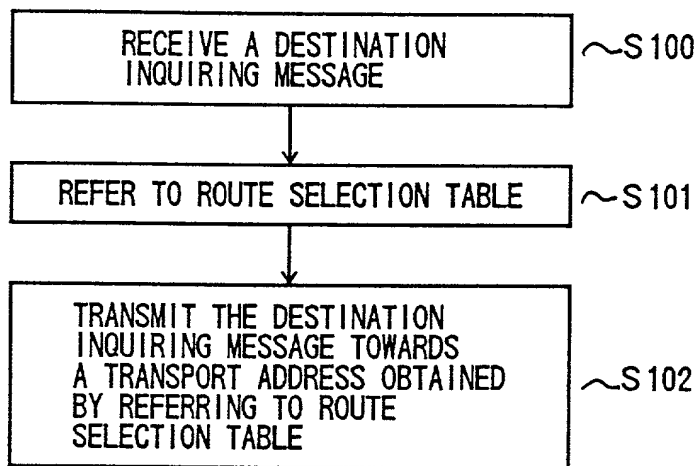 RECEIVE A DESTINATION
INQUIRING MESSAGE
~S100
REFER TO ROUTE SELECTION TABLE
~S101
TRANSMIT THE DESTINATION
INQUIRING MESSAGE TOWARDS
A TRANSPORT ADDRESS OBTAINED
BY REFERRING TO ROUTE
SELECTION TABLE
~S102